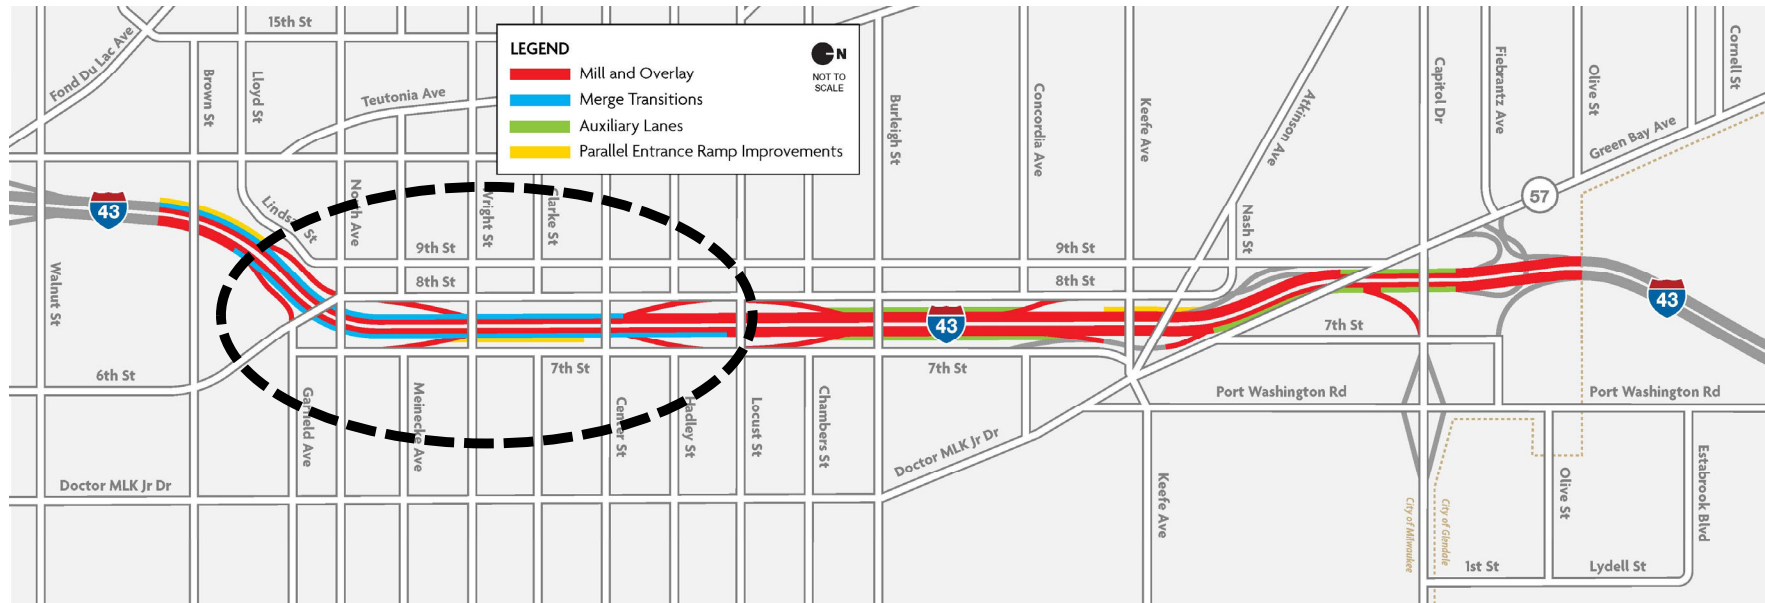 15th St
Fond Du Lac Ave
Brown St
Lloyd St
Teutonia Ave
LEGEND
Mill and Overlay
Merge Transitions
Auxiliary Lanes
Parallel Entrance Ramp Improvements
N
NOT TO
SCALE
Burleigh St
Concordia Ave
Keefe Ave
Atkinson Ave
Capitol Dr
Fiebrantz Ave
Olive St
Cornell St
Green Bay Ave
57
43
Lindsay St
North Ave
Wright St
Clarke St
9th St
9th St
Nash St
8th St
8th St
Walnut St
43
43
7th St
6th St
7th St
7th St
Port Washington Rd
Port Washington Rd
Garfield Ave
Meinecke Ave
Center St
Hadley St
Locust St
Chambers St
Doctor MLK Jr Dr
Doctor MLK Jr Dr
Keefe Ave
City of Milwaukee
City of Glendale
Olive St
Estabrook Blvd
1st St
Lydell St